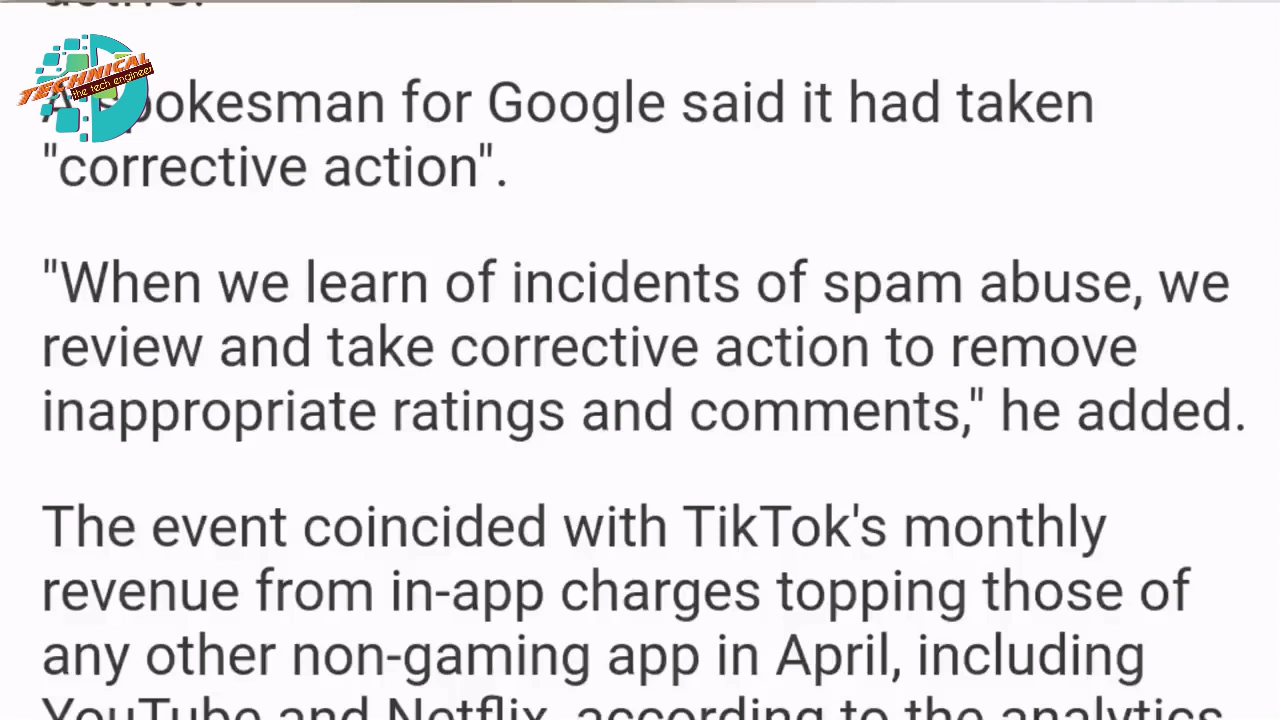 TECHNICAL
the tech engineer
spokesman for Google said it had taken
"corrective action".
"When we learn of incidents of spam abuse, we
review and take corrective action to remove
inappropriate ratings and comments," he added.
The event coincided with TikTok's monthly
revenue from in-app charges topping those of
any other non-gaming app in April, including
YouTube and Netflix, according to the analytics